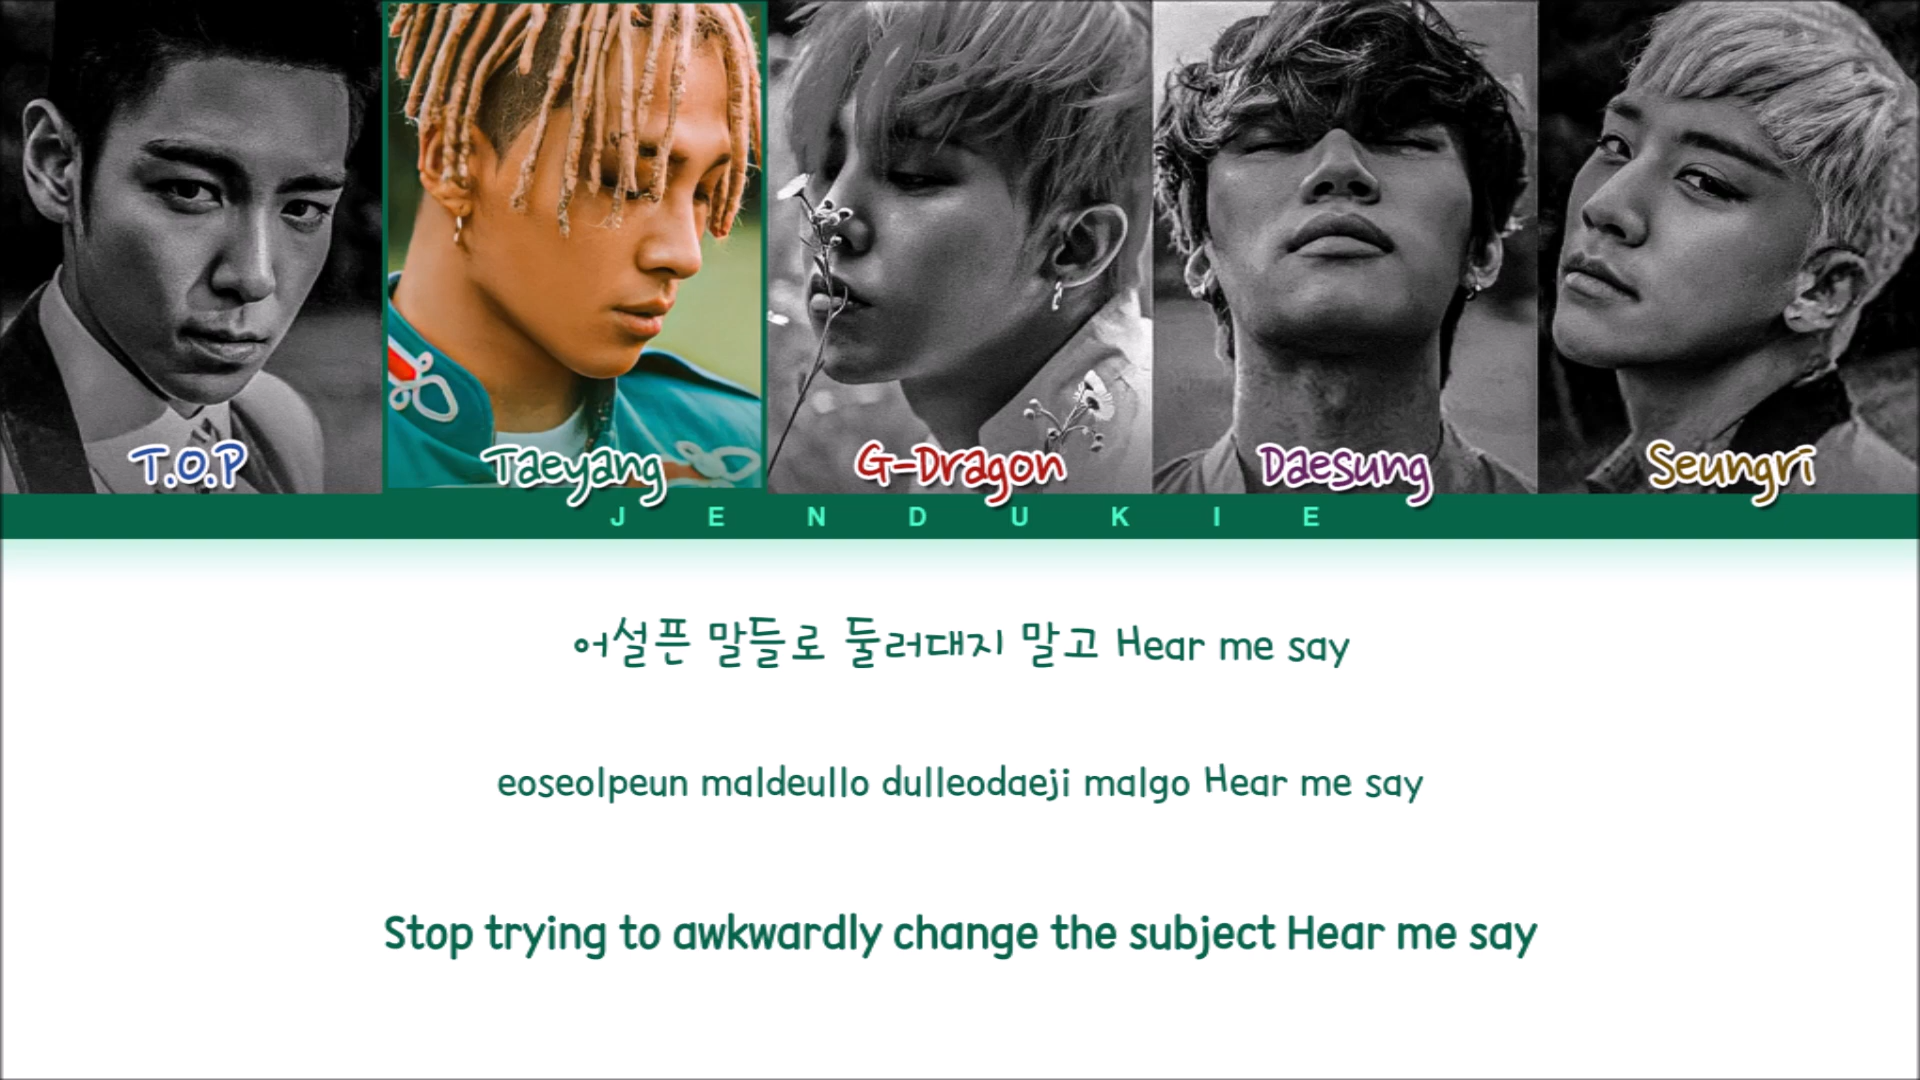 T.O.P Taeyang G-Dragon Daesung Seungri
JENDUKIE
어설픈 말들로 둘러대지 말고 Hear me say
eoseolpeun maldeullo dulleodaeji malgo Hear me say
Stop trying to awkwardly change the subject Hear me say